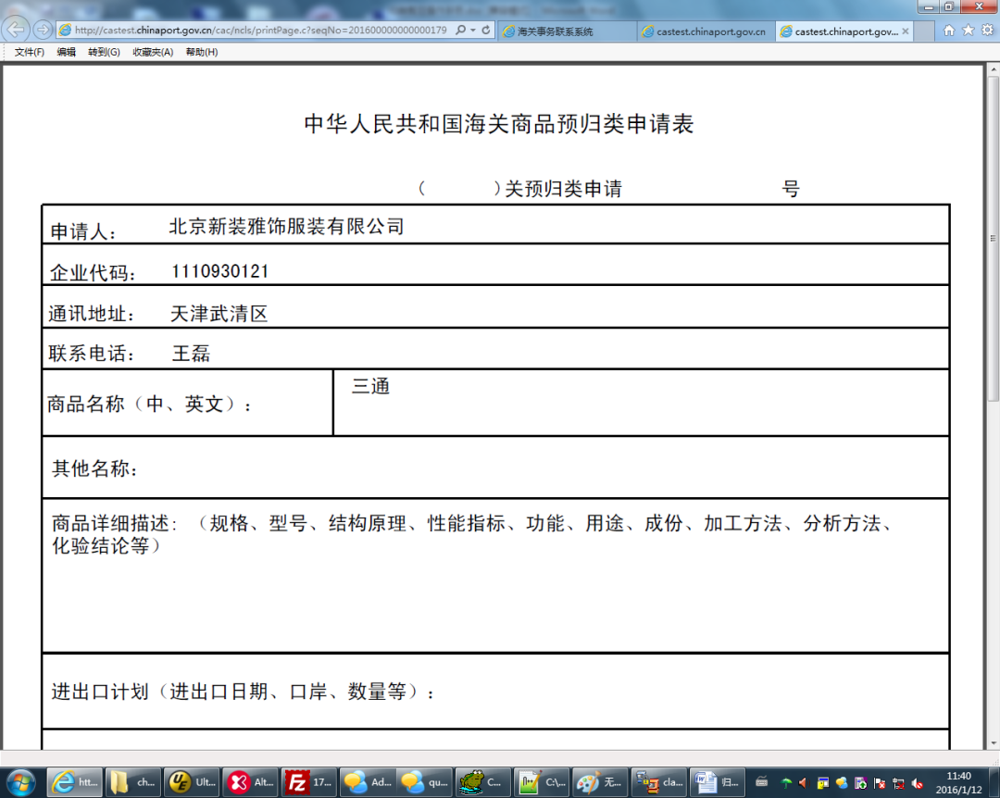 http://castest.chinaport.gov.cn/cac/ncls/printPage.c?seqNo=201600000000000179
海关事务联系系统
castest.chinaport.gov.cn
castest.chinaport.gov...
文件(F) 编辑 转到(G) 收藏夹(A) 帮助(H)
中华人民共和国海关商品预归类申请表
（ ）关预归类申请 号
申请人： 北京新装雅饰服装有限公司
企业代码： 1110930121
通讯地址： 天津武清区
联系电话： 王磊
商品名称（中、英文）： 三通
其他名称：
商品详细描述: （规格、型号、结构原理、性能指标、功能、用途、成份、加工方法、分析方法、
化验结论等）
进出口计划（进出口日期、口岸、数量等）：
htt... ch... Ult... Alt... 17... Ad... qu... C... C:\... 无... cla... 归...
11:40
2016/1/12